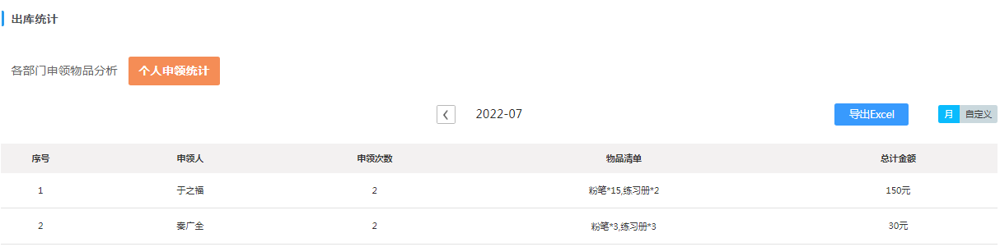 出库统计
各部门申领物品分析 个人申领统计
2022-07 导出Excel 月 自定义
序号 申领人 申领次数 物品清单 总计金额
1 于之福 2 粉笔*15,练习册*2 150元
2 秦广全 2 粉笔*3,练习册*3 30元